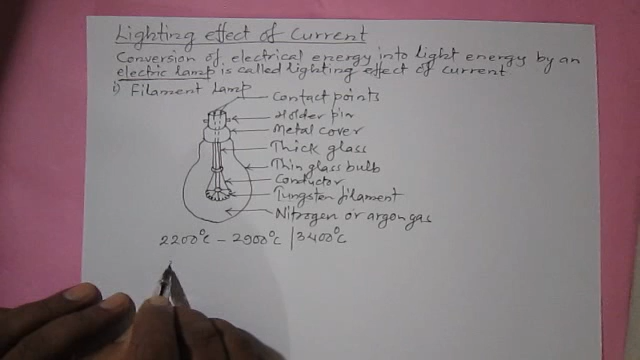 Lighting effect of Current
Conversion of electrical energy into light energy by an
electric lamp is called lighting effect of current
i) Filament Lamp
Contact points
Holder pin
Metal cover
Thick glass
Thin glass bulb
Conductor
Tungsten filament
Nitrogen or argon gas
2200°C - 2900°C | 3400°C